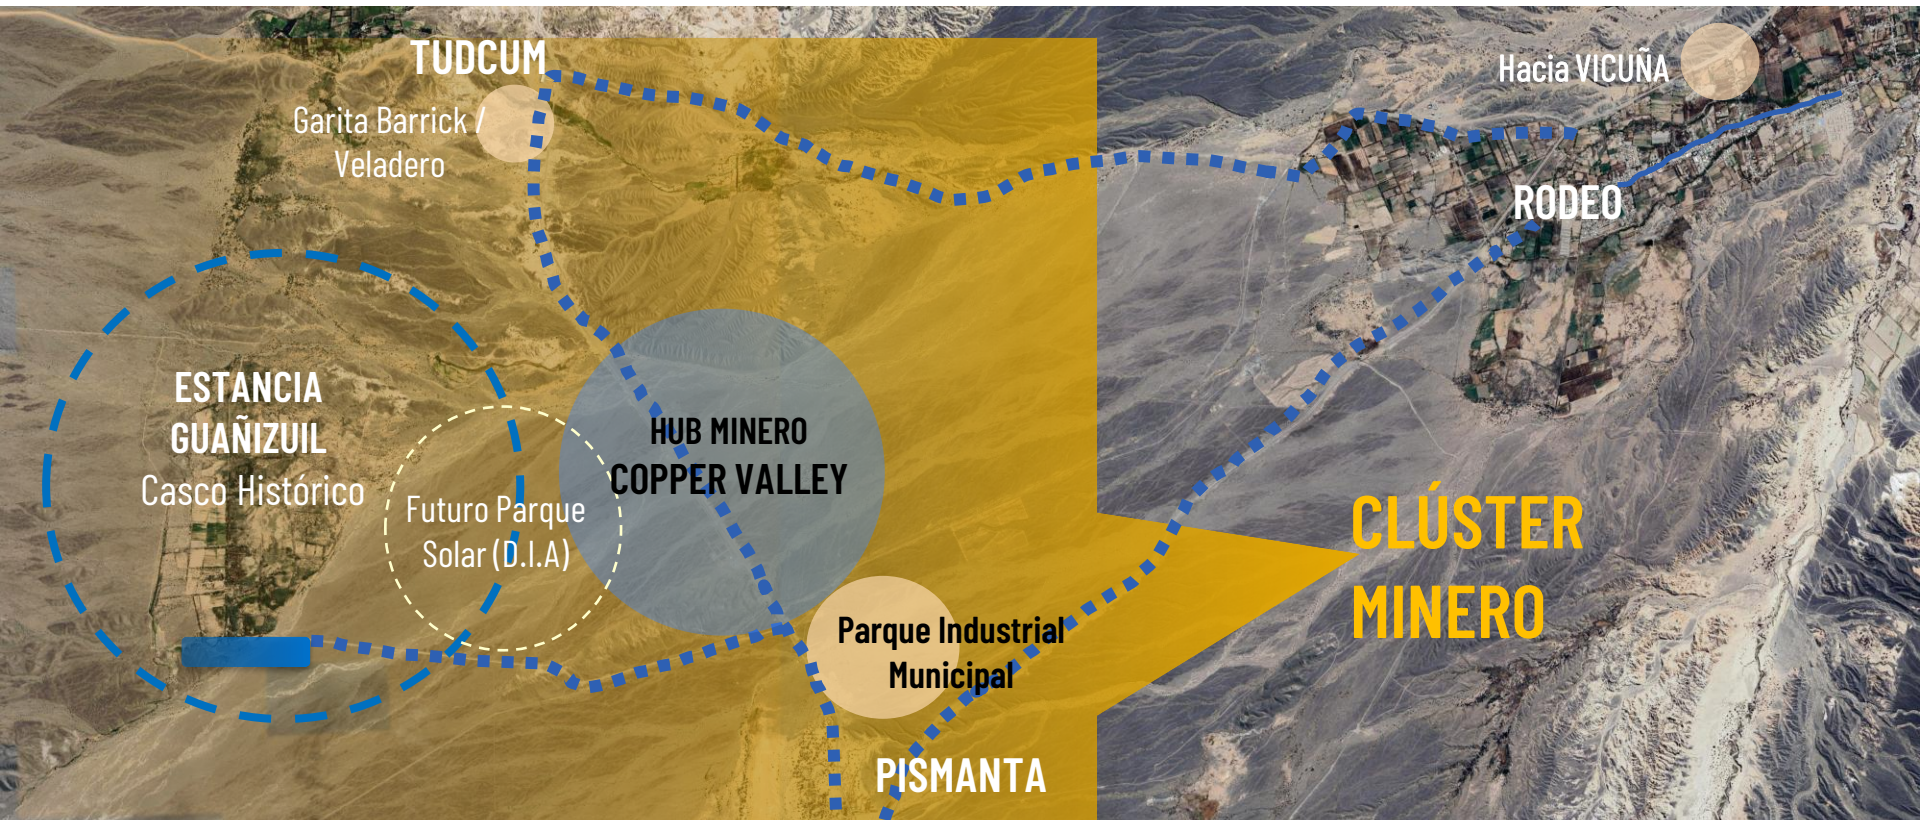 TUDCUM
Garita Barrick /
Veladero
Hacia VICUÑA
RODEO
ESTANCIA
GUAÑIZUIL
Casco Histórico
Futuro Parque
Solar (D.I.A)
HUB MINERO
COPPER VALLEY
CLÚSTER
MINERO
Parque Industrial
Municipal
PISMANTA